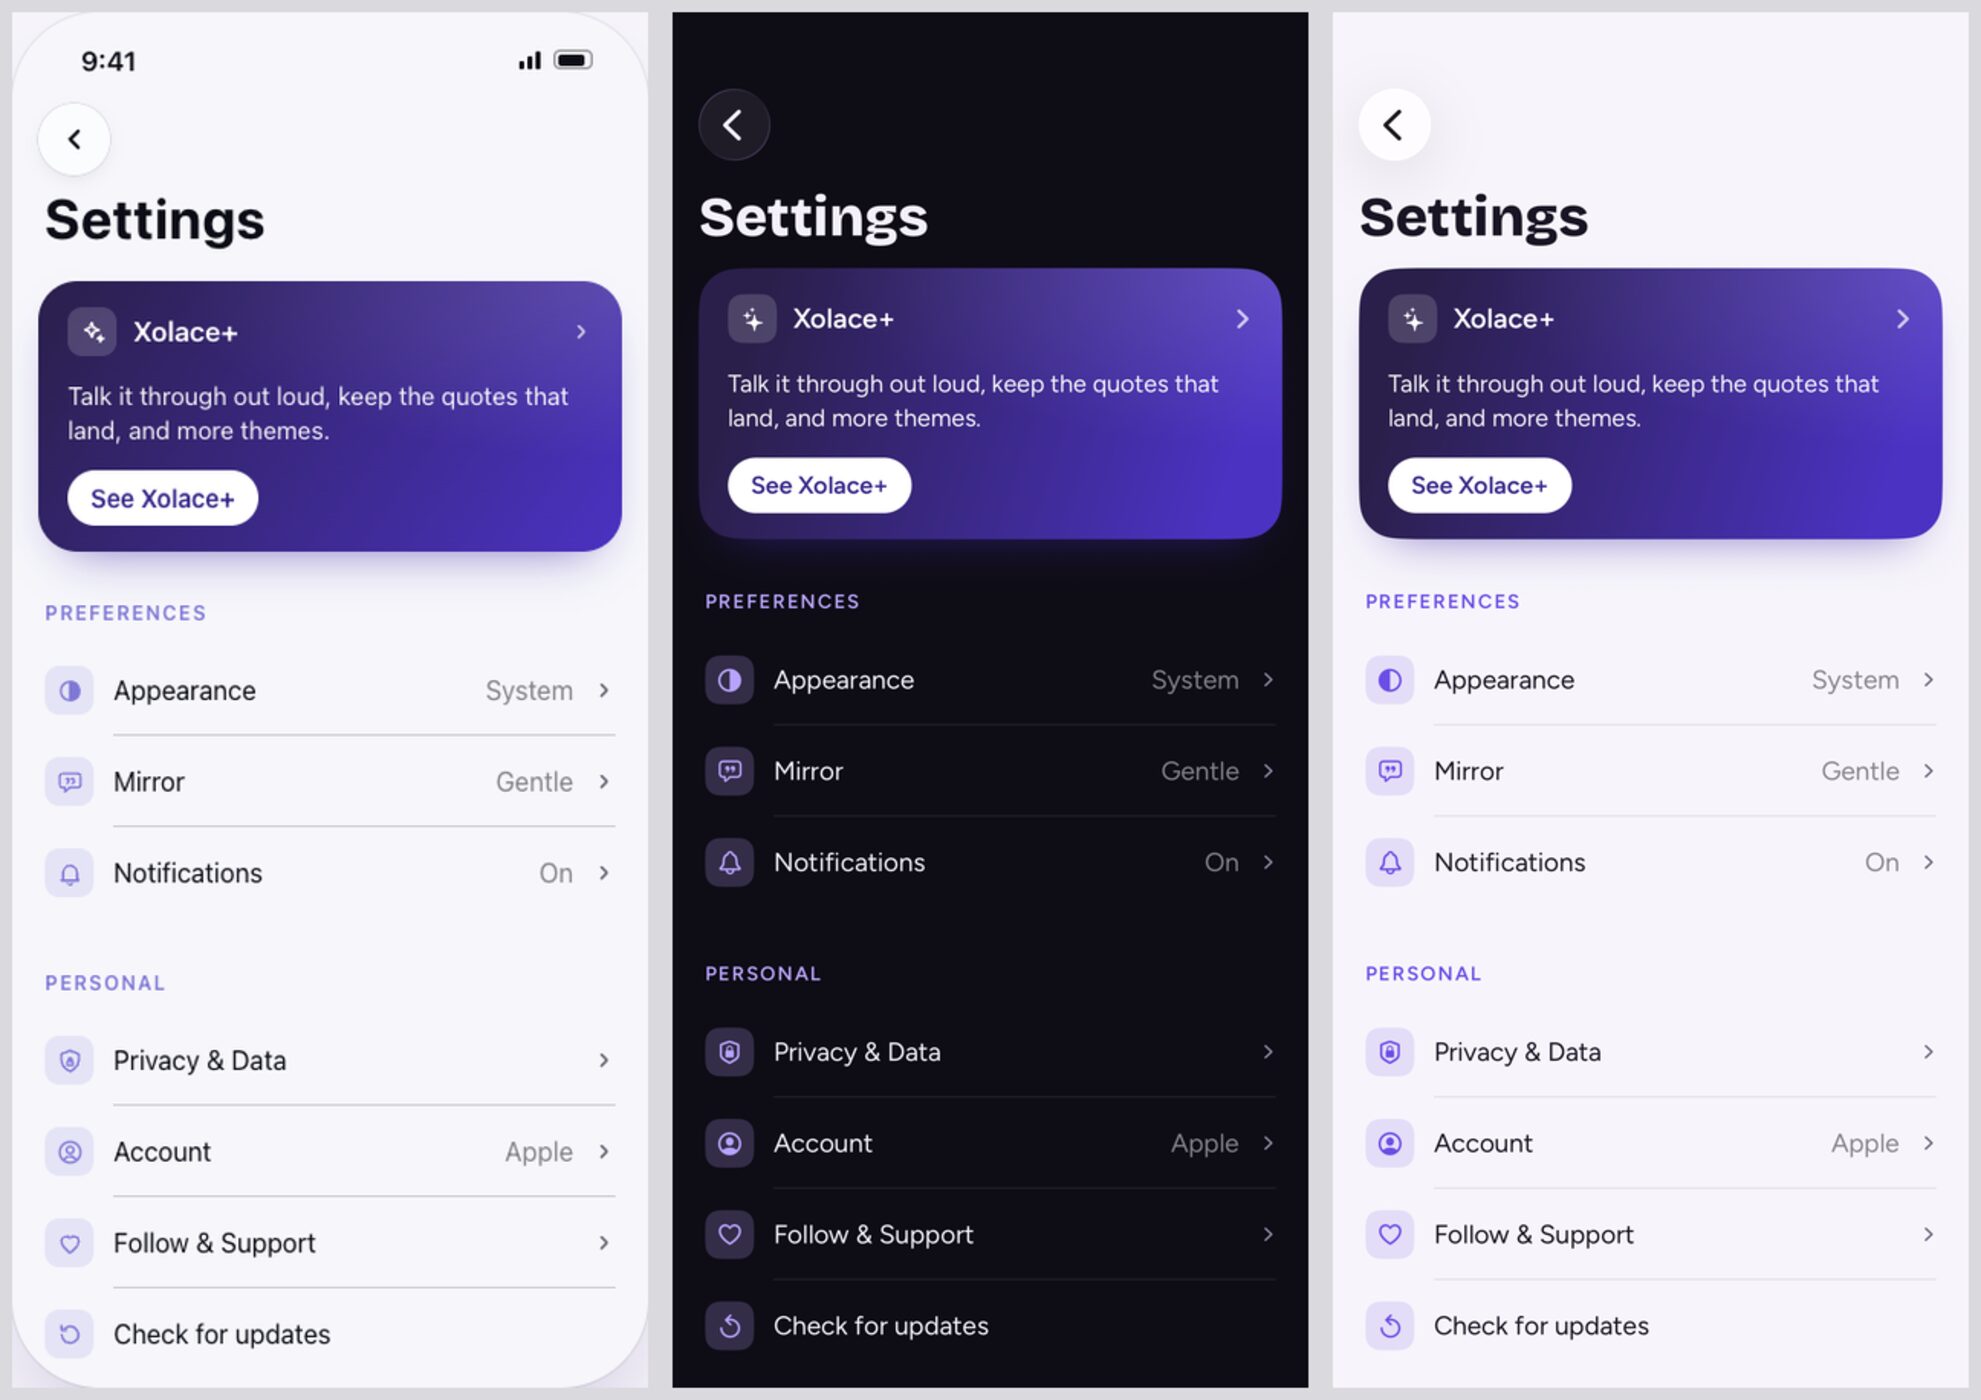 9:41
Settings
Xolace+
Talk it through out loud, keep the quotes that
land, and more themes.
See Xolace+
PREFERENCES
Appearance System
Mirror Gentle
Notifications On
PERSONAL
Privacy & Data
Account Apple
Follow & Support
Check for updates
Settings
Xolace+
Talk it through out loud, keep the quotes that
land, and more themes.
See Xolace+
PREFERENCES
Appearance System
Mirror Gentle
Notifications On
PERSONAL
Privacy & Data
Account Apple
Follow & Support
Check for updates
Settings
Xolace+
Talk it through out loud, keep the quotes that
land, and more themes.
See Xolace+
PREFERENCES
Appearance System
Mirror Gentle
Notifications On
PERSONAL
Privacy & Data
Account Apple
Follow & Support
Check for updates